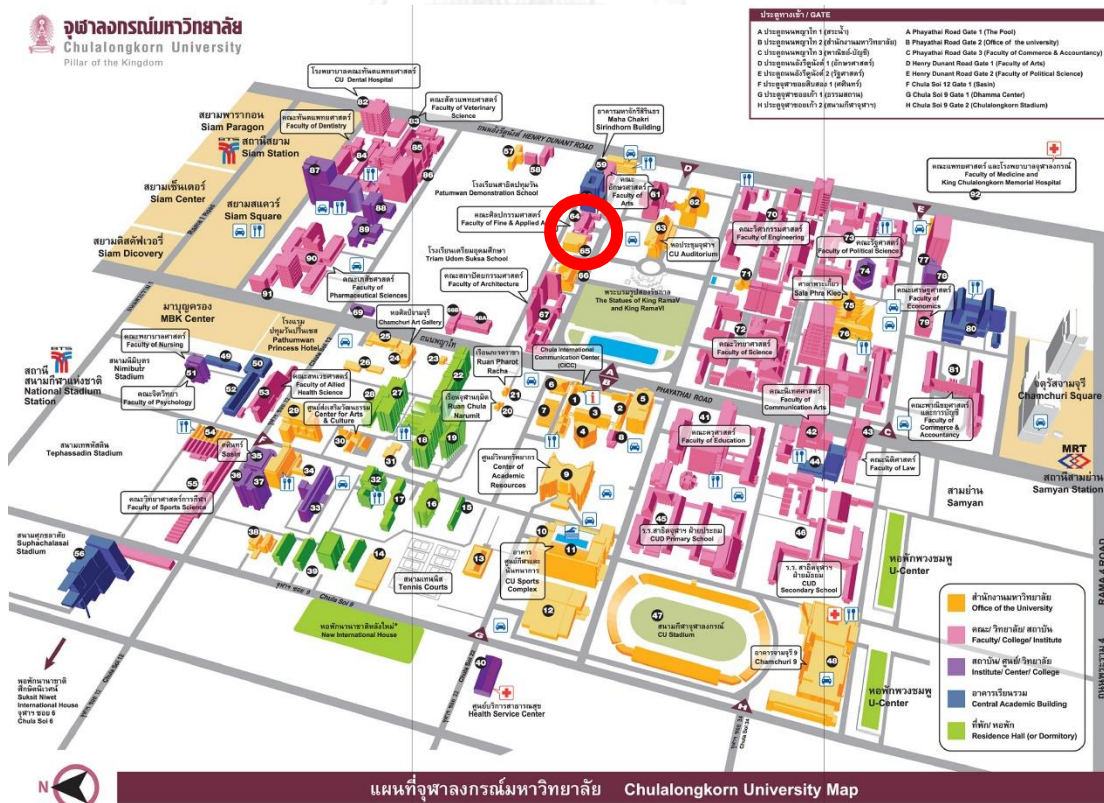 จุฬาลงกรณ์มหาวิทยาลัย
Chulalongkorn University
Pillar of the Kingdom
ประตูทางเข้า / GATE
A ประตูถนนพญาไท 1 (สระน้ำ)
A Phayathai Road Gate 1 (The Pool)
B ประตูถนนพญาไท 2 (สำนักงานมหาวิทยาลัย)
B Phayathai Road Gate 2 (Office of the university)
C ประตูถนนพญาไท 3 (พาณิชย์-บัญชี)
C Phayathai Road Gate 3 (Faculty of Commerce & Accountancy)
D ประตูถนนอังรีดูนังต์ 1 (อักษรศาสตร์)
D Henry Dunant Road Gate 1 (Faculty of Arts)
E ประตูถนนอังรีดูนังต์ 2 (รัฐศาสตร์)
E Henry Dunant Road Gate 2 (Faculty of Political Science)
F ประตูจุฬาซอยสิบสอง 1 (ศศินทร์)
F Chula Soi 12 Gate 1 (Sasin)
G ประตูจุฬาซอยเก้า 1 (ธรรมสถาน)
G Chula Soi 9 Gate 1 (Dhamma Center)
H ประตูจุฬาซอยเก้า 2 (สนามกีฬาจุฬาฯ)
H Chula Soi 9 Gate 2 (Chulalongkorn Stadium)
โรงพยาบาลคณะทันตแพทยศาสตร์
CU Dental Hospital
คณะสัตวแพทยศาสตร์
Faculty of Veterinary
Science
คณะทันตแพทยศาสตร์
Faculty of Dentistry
อาคารมหาจักรีสิรินธร
Maha Chakri
Sirindhorn Building
ถนนอังรีดูนังต์ HENRY DUNANT ROAD
สยามพารากอน
Siam Paragon
BTS
สถานีสยาม
Siam Station
สยามเซ็นเตอร์
Siam Center
สยามสแควร์
Siam Square
สยามดิสคัฟเวอรี่
Siam Dicovery
RAMA 1 ROAD
โรงเรียนสาธิตปทุมวัน
Patumwan Demonstration School
คณะอักษรศาสตร์
Faculty of
Arts
คณะศิลปกรรมศาสตร์
Faculty of Fine & Applied A
โรงเรียนเตรียมอุดมศึกษา
Triam Udom Suksa School
หอประชุมจุฬาฯ
CU Auditorium
คณะแพทยศาสตร์ และโรงพยาบาลจุฬาลงกรณ์
Faculty of Medicine and
King Chulalongkorn Memorial Hospital
คณะวิศวกรรมศาสตร์
Faculty of Engineering
คณะรัฐศาสตร์
Faculty of Political Science
ศาลาพระเกี้ยว
Sala Phra Kieo
คณะเศรษฐศาสตร์
Faculty of
Economics
คณะเภสัชศาสตร์
Faculty of
Pharmaceutical Sciences
คณะสถาปัตยกรรมศาสตร์
Faculty of Architecture
พระบรมรูปสองรัชกาล
The Statues of King RamaV
and King RamaVI
คณะวิทยาศาสตร์
Faculty of Science
มาบุญครอง
MBK Center
โรงแรม
ปทุมวันปริ๊นเซส
Pathumwan
Princess Hotel
หอศิลป์จามจุรี
Chamchuri Art Gallery
ถนนพญาไท
PHAYATHAI ROAD
Chula International
Communication Center
(CICC)
BTS
สถานี
สนามกีฬาแห่งชาติ
National Stadium
Station
คณะพยาบาลศาสตร์
Faculty of Nursing
สนามนิมิบุตร
Nimibutr
Stadium
คณะจิตวิทยา
Faculty of Psychology
คณะสหเวชศาสตร์
Faculty of Allied
Health Science
ศูนย์ส่งเสริมวัฒนธรรม
Center for Arts
& Culture
เรือนภะรตราชา
Ruan Pharot
Racha
เรือนจุฬานฤมิต
Ruan Chula
Narumit
คณะนิเทศศาสตร์
Faculty of
Communication Arts
คณะพาณิชยศาสตร์
และการบัญชี
Faculty of
Commerce &
Accountancy
จตุรัสจามจุรี
Chamchuri Square
MRT
สถานีสามย่าน
Samyan Station
สนามเทพหัสดิน
Tephassadin Stadium
ศศินทร์
Sasin
คณะครุศาสตร์
Faculty of Education
คณะนิติศาสตร์
Faculty of Law
สามย่าน
Samyan
ศูนย์วิทยทรัพยากร
Center of
Academic
Resources
คณะวิทยาศาสตร์การกีฬา
Faculty of Sports Science
สนามศุภชลาศัย
Suphachalasai
Stadium
ร.ร.สาธิตจุฬาฯ ฝ่ายประถม
CUD Primary School
ร.ร. สาธิตจุฬาฯ
ฝ่ายมัธยม
CUD
Secondary School
หอพักพวงชมพู
U-Center
RAMA 4 ROAD
ถนนพระราม 4
อาคาร
ศูนย์กีฬาและ
นันทนาการ
CU Sports
Complex
สนามเทนนิส
Tennis Courts
จุฬาฯ ซอย 9 Chula Soi 9
หอพักนานาชาติหลังใหม่*
New International House
สนามกีฬาจุฬาลงกรณ์
CU Stadium
อาคารจามจุรี 9
Chamchuri 9
หอพักพวงชมพู
U-Center
ศูนย์บริการสาธารณสุข
Health Service Center
พอพักนานาชาติ
ศึกษิตนิเวศน์
Suksit Niwet
International House
จุฬาฯ ซอย 6
Chula Soi 6
สำนักงานมหาวิทยาลัย
Office of the University
คณะ/ วิทยาลัย/ สถาบัน
Faculty/ College/ Institute
สถาบัน/ ศูนย์/ วิทยาลัย
Institute/ Center/ College
อาคารเรียนรวม
Central Academic Building
ที่พัก/ หอพัก
Residence Hall (or Dormitory)
N
แผนที่จุฬาลงกรณ์มหาวิทยาลัย Chulalongkorn University Map